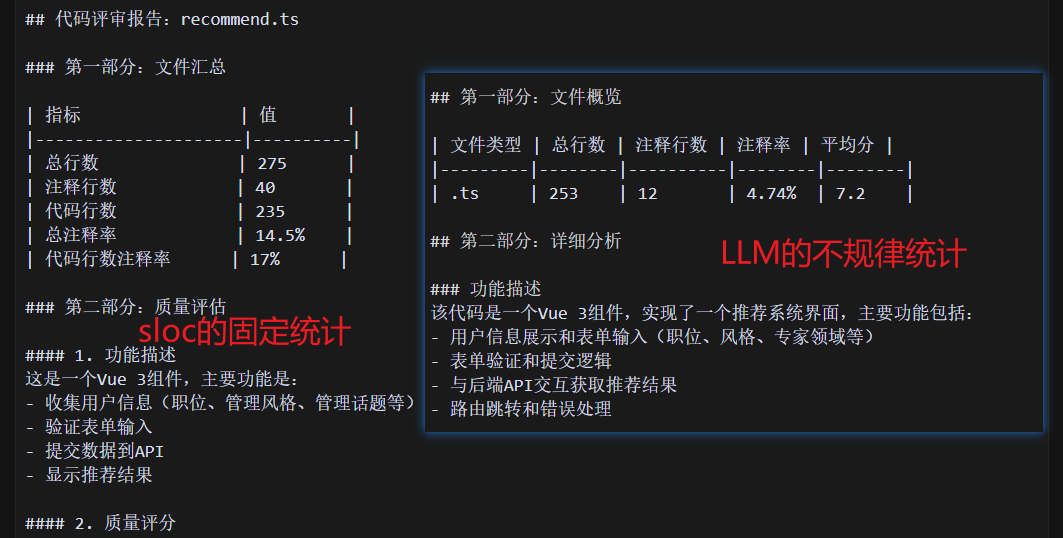 ## 代码评审报告：recommend.ts
### 第一部分：文件汇总
| 指标 | 值 |
|---------------------|----------|
| 总行数 | 275 |
| 注释行数 | 40 |
| 代码行数 | 235 |
| 总注释率 | 14.5% |
| 代码行数注释率 | 17% |
### 第二部分：质量评估
sloc的固定统计
#### 1. 功能描述
这是一个Vue 3组件，主要功能是：
- 收集用户信息（职位、管理风格、管理话题等）
- 验证表单输入
- 提交数据到API
- 显示推荐结果
#### 2. 质量评分
## 第一部分：文件概览
| 文件类型 | 总行数 | 注释行数 | 注释率 | 平均分 |
|---------|--------|----------|--------|--------|
| .ts | 253 | 12 | 4.74% | 7.2 |
## 第二部分：详细分析
LLM的不规律统计
### 功能描述
该代码是一个Vue 3组件，实现了一个推荐系统界面，主要功能包括：
- 用户信息展示和表单输入（职位、风格、专家领域等）
- 表单验证和提交逻辑
- 与后端API交互获取推荐结果
- 路由跳转和错误处理